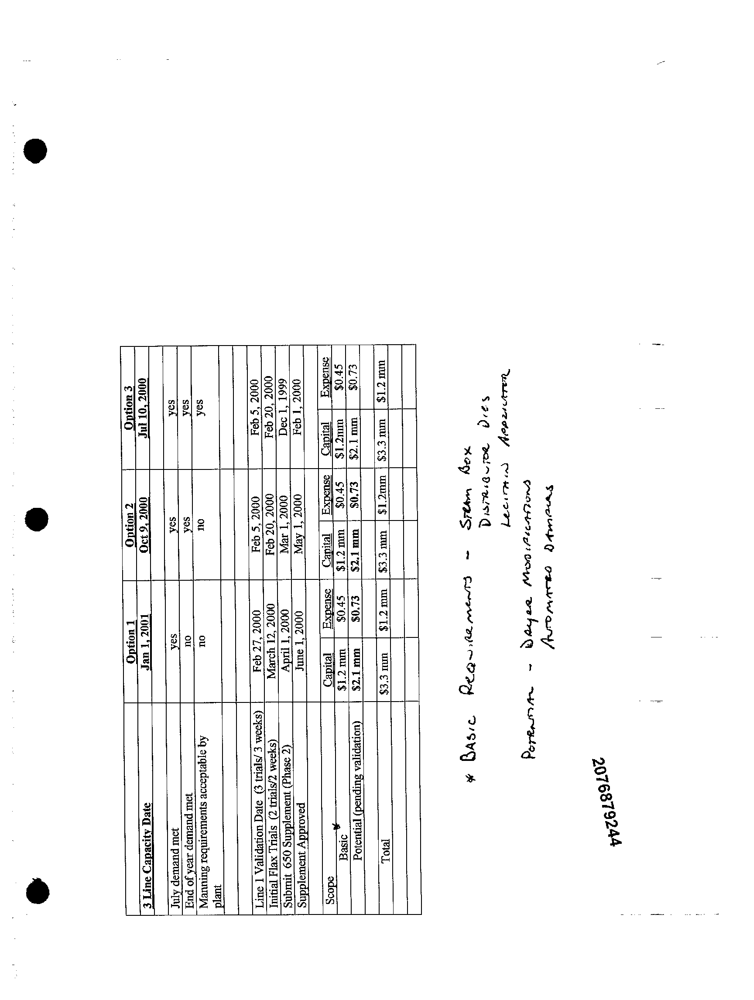 Option 1 Option 2 Option 3
3 Line Capacity Date Jan 1, 2001 Oct 9, 2000 Jul 10, 2000
July demand met yes yes yes
End of year demand met no yes yes
Manning requirements acceptable by plant no no yes
Line 1 Validation Date (3 trials/ 3 weeks) Feb 27, 2000 Feb 5, 2000 Feb 5, 2000
Initial Flax Trials (2 trials/2 weeks) March 12, 2000 Feb 20, 2000 Feb 20, 2000
Submit 650 Supplement (Phase 2) April 1, 2000 Mar 1, 2000 Dec 1, 1999
Supplement Approved June 1, 2000 May 1, 2000 Feb 1, 2000
Scope Capital Expense Capital Expense Capital Expense
Basic * $1.2 mm $0.45 $1.2 mm $0.45 $1.2mm $0.45
Potential (pending validation) $2.1 mm $0.73 $2.1 mm $0.73 $2.1 mm $0.73
Total $3.3 mm $1.2 mm $3.3 mm $1.2mm $3.3 mm $1.2 mm
* BASIC REQUIREMENTS - STEAM BOX
DISTRIBUTOR DIES
LECITHIN APPLICATOR
POTENTIAL - DRYER MODIFICATIONS
AUTOMATED DAMPERS
2076879244